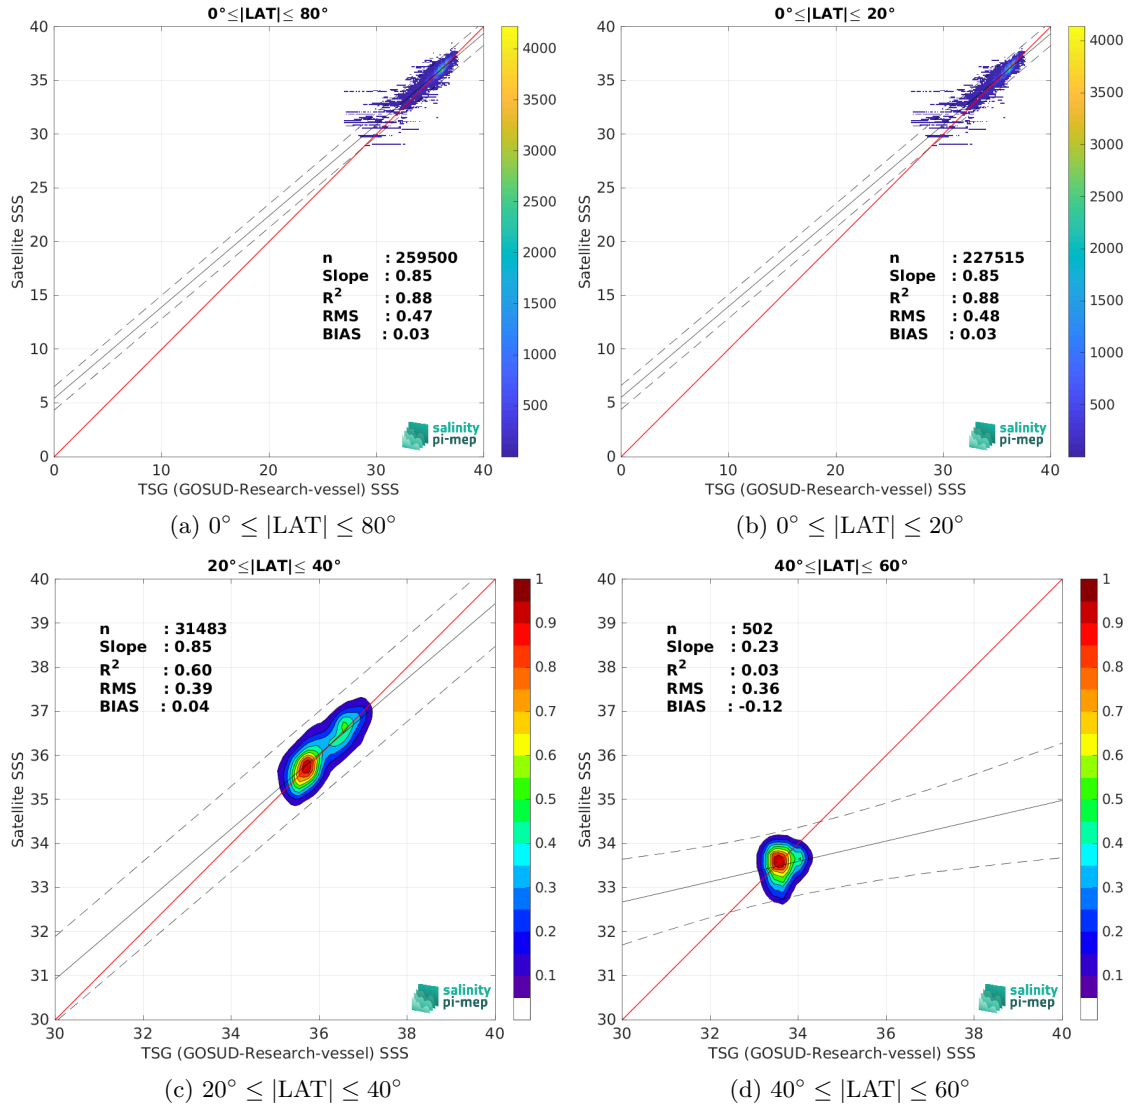 0°≤|LAT|≤ 80°
40
35
30
25
20
15
10
5
0
Satellite SSS
n : 259500
Slope : 0.85
R² : 0.88
RMS : 0.47
BIAS : 0.03
salinity
pi-mep
0 10 20 30 40
TSG (GOSUD-Research-vessel) SSS
4000
3500
3000
2500
2000
1500
1000
500
(a) 0° ≤ |LAT| ≤ 80°
0°≤|LAT|≤ 20°
40
35
30
25
20
15
10
5
0
Satellite SSS
n : 227515
Slope : 0.85
R² : 0.88
RMS : 0.48
BIAS : 0.03
salinity
pi-mep
0 10 20 30 40
TSG (GOSUD-Research-vessel) SSS
4000
3500
3000
2500
2000
1500
1000
500
(b) 0° ≤ |LAT| ≤ 20°
20°≤|LAT|≤ 40°
40
39
38
37
36
35
34
33
32
31
30
Satellite SSS
n : 31483
Slope : 0.85
R² : 0.60
RMS : 0.39
BIAS : 0.04
salinity
pi-mep
30 32 34 36 38 40
TSG (GOSUD-Research-vessel) SSS
1
0.9
0.8
0.7
0.6
0.5
0.4
0.3
0.2
0.1
(c) 20° ≤ |LAT| ≤ 40°
40°≤|LAT|≤ 60°
40
39
38
37
36
35
34
33
32
31
30
Satellite SSS
n : 502
Slope : 0.23
R² : 0.03
RMS : 0.36
BIAS : -0.12
salinity
pi-mep
30 32 34 36 38 40
TSG (GOSUD-Research-vessel) SSS
1
0.9
0.8
0.7
0.6
0.5
0.4
0.3
0.2
0.1
(d) 40° ≤ |LAT| ≤ 60°